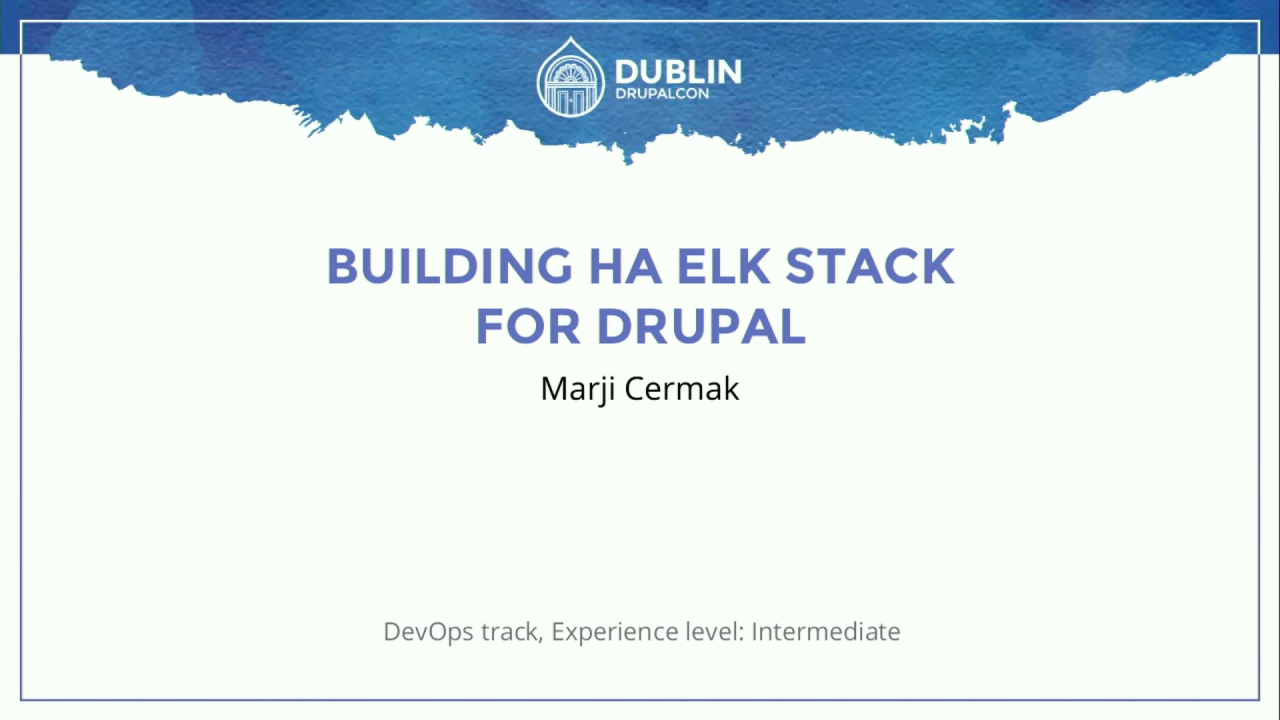 DUBLIN
DRUPALCON
BUILDING HA ELK STACK
FOR DRUPAL
Marji Cermak
DevOps track, Experience level: Intermediate